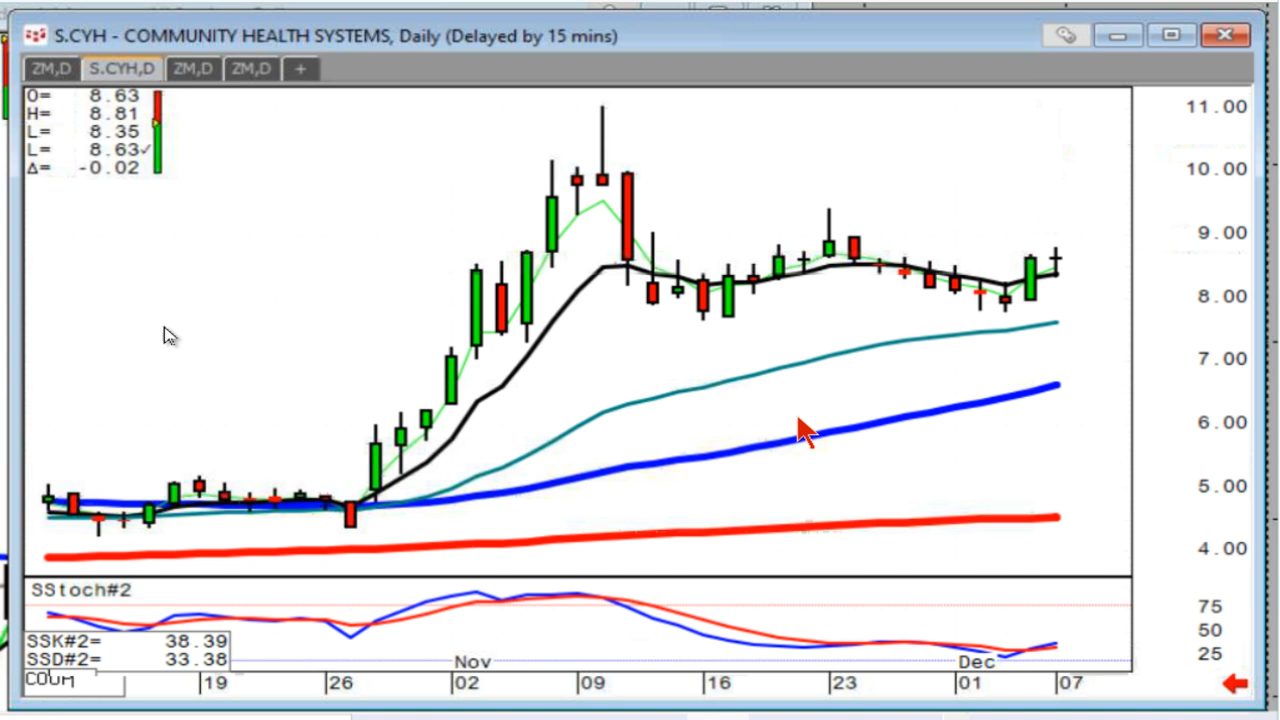 S.CYH - COMMUNITY HEALTH SYSTEMS, Daily (Delayed by 15 mins)
ZM,D S.CYH,D ZM,D ZM,D +
O= 8.63
H= 8.81
L= 8.35
L= 8.63✓
Δ= -0.02
11.00
10.00
9.00
8.00
7.00
6.00
5.00
4.00
SStoch#2
75
50
25
SSK#2= 38.39
SSD#2= 33.38
Nov Dec
19 26 02 09 16 23 01 07